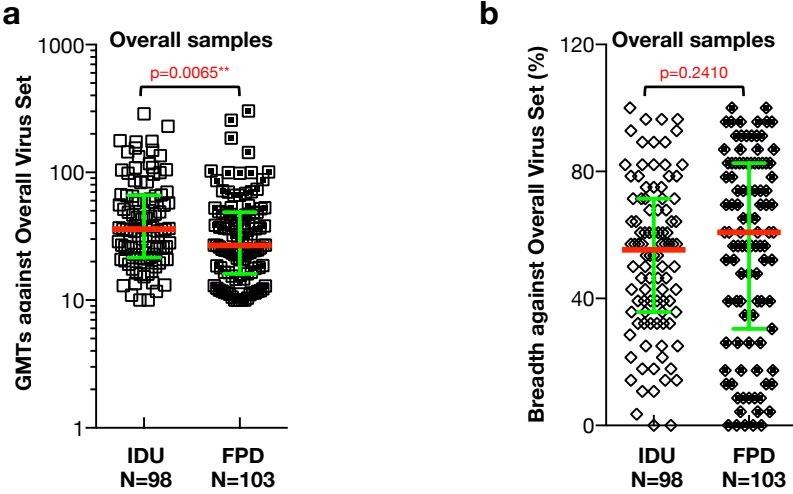 a
Overall samples
p=0.0065**
GMTs against Overall Virus Set
1000
100
10
1
IDU
N=98
FPD
N=103
b
Overall samples
p=0.2410
Breadth against Overall Virus Set (%)
120
80
40
0
IDU
N=98
FPD
N=103